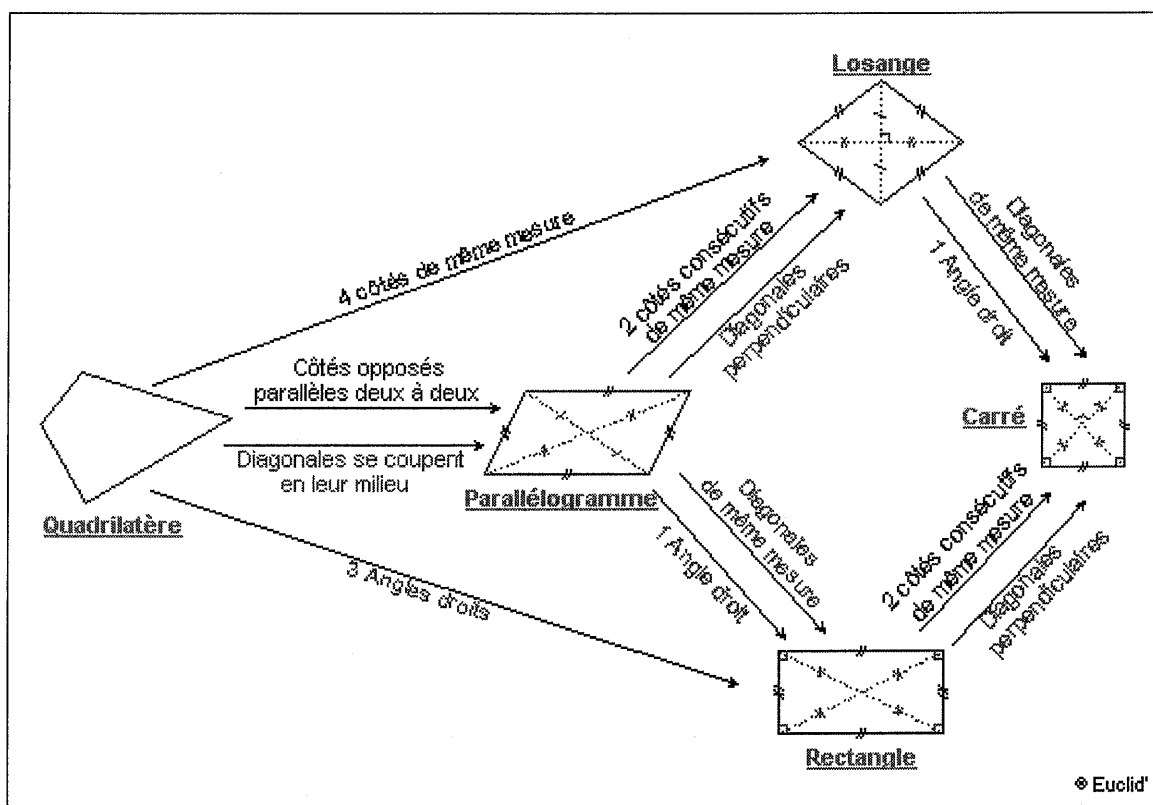 Losange
4 côtés de même mesure
2 côtés consécutifs
de même mesure
Diagonales
perpendiculaires
Diagonales
de même mesure
1 Angle droit
Côtés opposés
parallèles deux à deux
Diagonales se coupent
en leur milieu
Quadrilatère
Parallélogramme
Carré
3 Angles droits
Diagonales
de même mesure
1 Angle droit
2 côtés consécutifs
de même mesure
Diagonales
perpendiculaires
Rectangle
® Euclid'